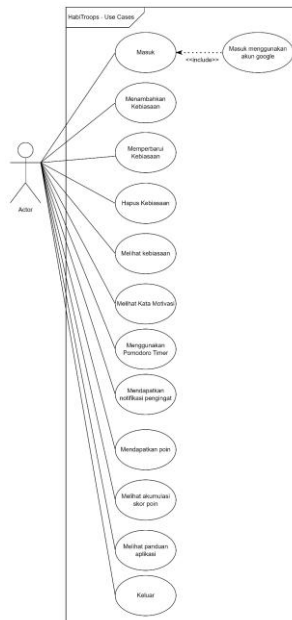 HabiTroops - Use Cases
Masuk
<<include>>
Masuk menggunakan
akun google
Menambahkan
Kebiasaan
Memperbarui
Kebiasaan
Actor
Hapus Kebiasaan
Melihat kebiasaan
Melihat Kata Motivasi
Menggunakan
Pomodoro Timer
Mendapatkan
notifikasi pengingat
Mendapatkan poin
Melihat akumulasi
skor poin
Melihat panduan
aplikasi
Keluar